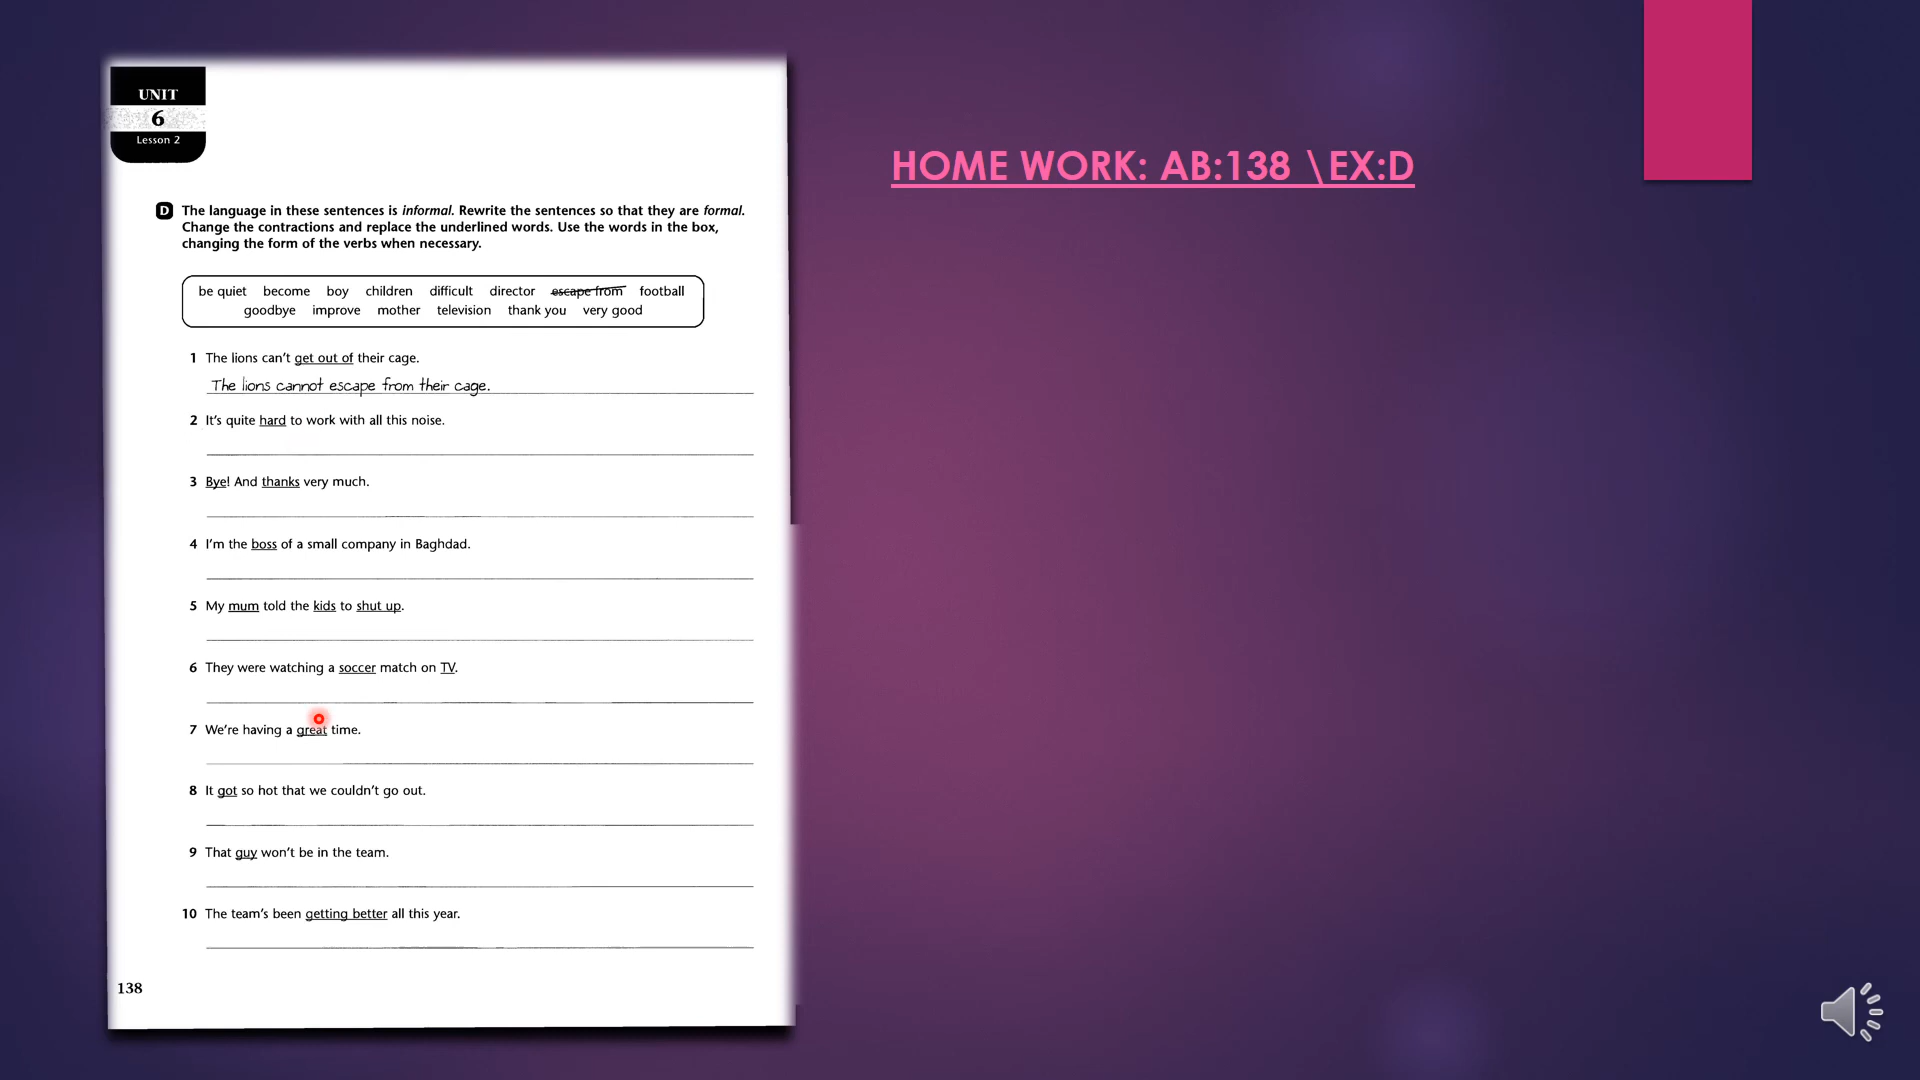 UNIT
6
Lesson 2
HOME WORK: AB:138 \EX:D
D The language in these sentences is informal. Rewrite the sentences so that they are formal.
Change the contractions and replace the underlined words. Use the words in the box,
changing the form of the verbs when necessary.
be quiet become boy children difficult director escape from football
goodbye improve mother television thank you very good
1 The lions can't get out of their cage.
The lions cannot escape from their cage.
2 It's quite hard to work with all this noise.
3 Bye! And thanks very much.
4 I'm the boss of a small company in Baghdad.
5 My mum told the kids to shut up.
6 They were watching a soccer match on TV.
7 We're having a great time.
8 It got so hot that we couldn't go out.
9 That guy won't be in the team.
10 The team's been getting better all this year.
138